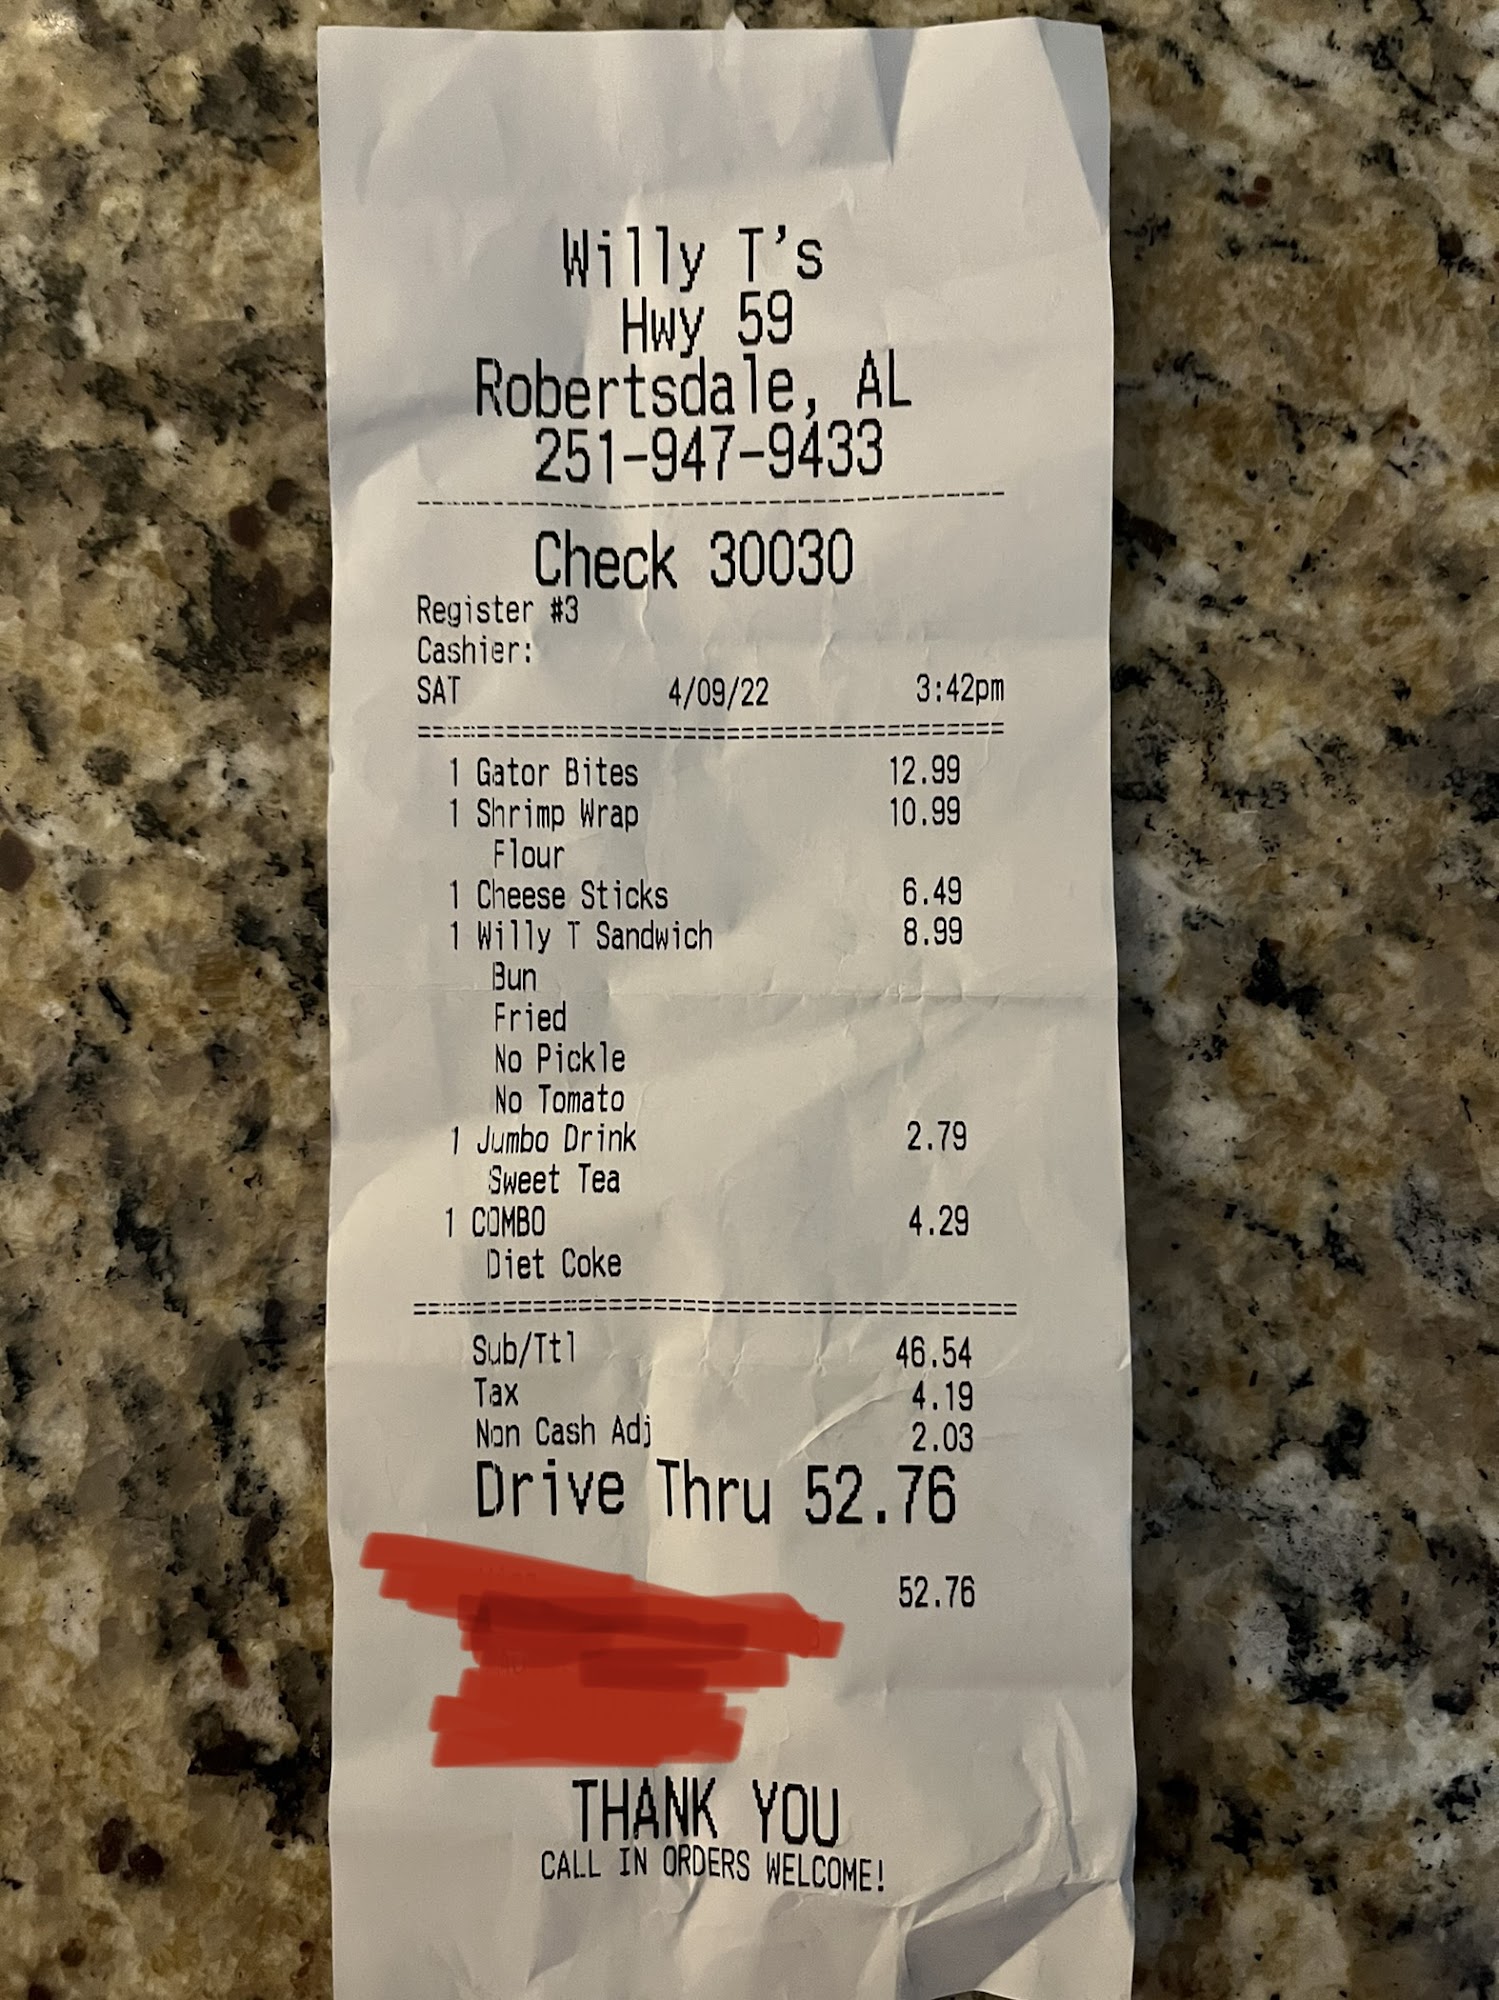 Willy T's
Hwy 59
Robertsdale, AL
251-947-9433
Check 30030
Register #3
Cashier:
SAT 4/09/22 3:42pm
1 Gator Bites 12.99
1 Shrimp Wrap 10.99
Flour
1 Cheese Sticks 6.49
1 Willy T Sandwich 8.99
Bun
Fried
No Pickle
No Tomato
1 Jumbo Drink 2.79
Sweet Tea
1 COMBO 4.29
Diet Coke
Sub/Ttl 46.54
Tax 4.19
Non Cash Adj 2.03
Drive Thru 52.76
52.76
THANK YOU
CALL IN ORDERS WELCOME!